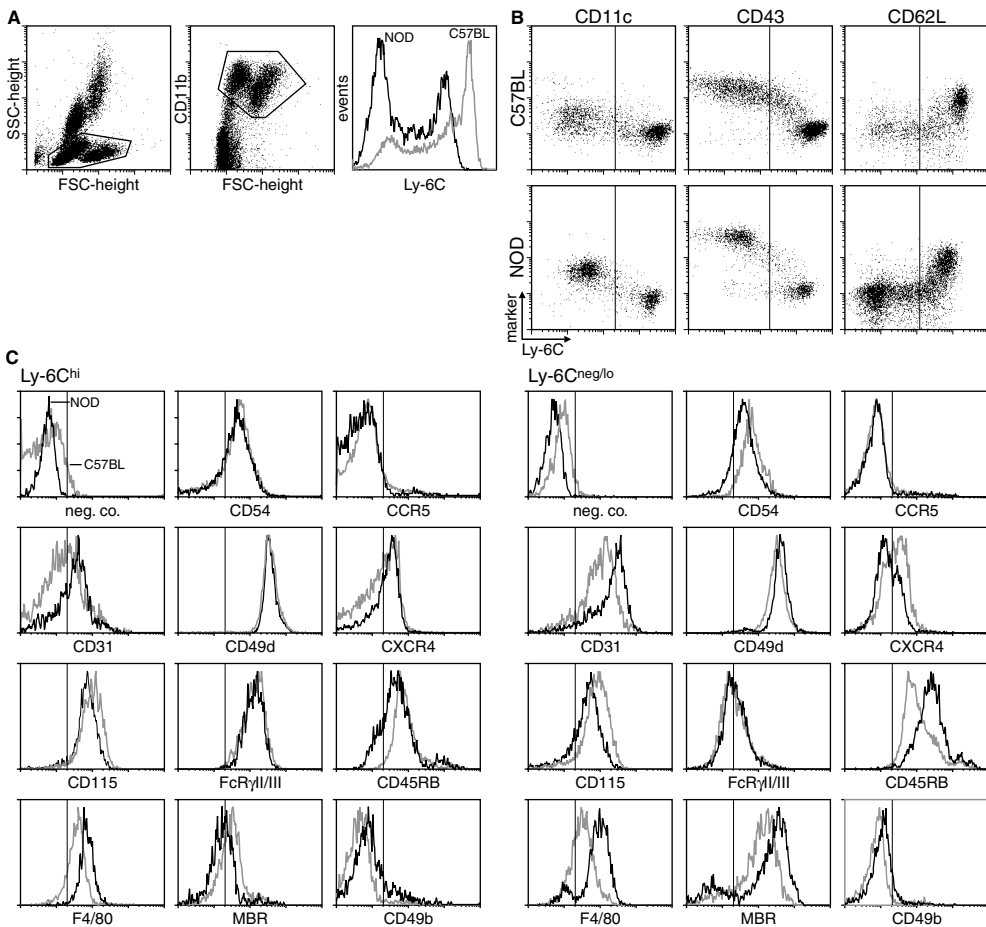 A
SSC-height
FSC-height
CD11b
FSC-height
events
NOD
C57BL
Ly-6C
B
CD11c
CD43
CD62L
C57BL
NOD
marker
Ly-6C
C
Ly-6Chi
NOD
C57BL
neg. co.
CD54
CCR5
CD31
CD49d
CXCR4
CD115
FcRγII/III
CD45RB
F4/80
MBR
CD49b
Ly-6Cneg/lo
neg. co.
CD54
CCR5
CD31
CD49d
CXCR4
CD115
FcRγII/III
CD45RB
F4/80
MBR
CD49b